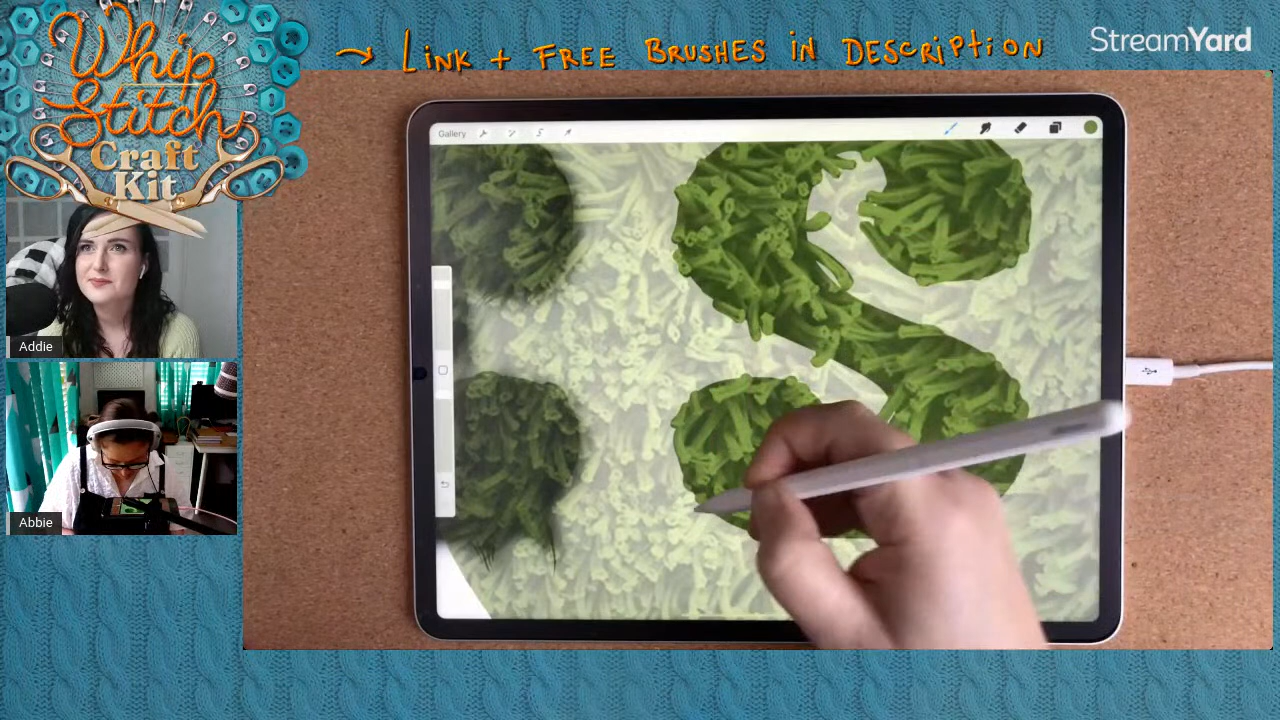 Whip
Stitch
Craft
Kit
→ Link + FREE BRUSHES in DEScRiPtiON
StreamYard
Gallery
Addie
Abbie